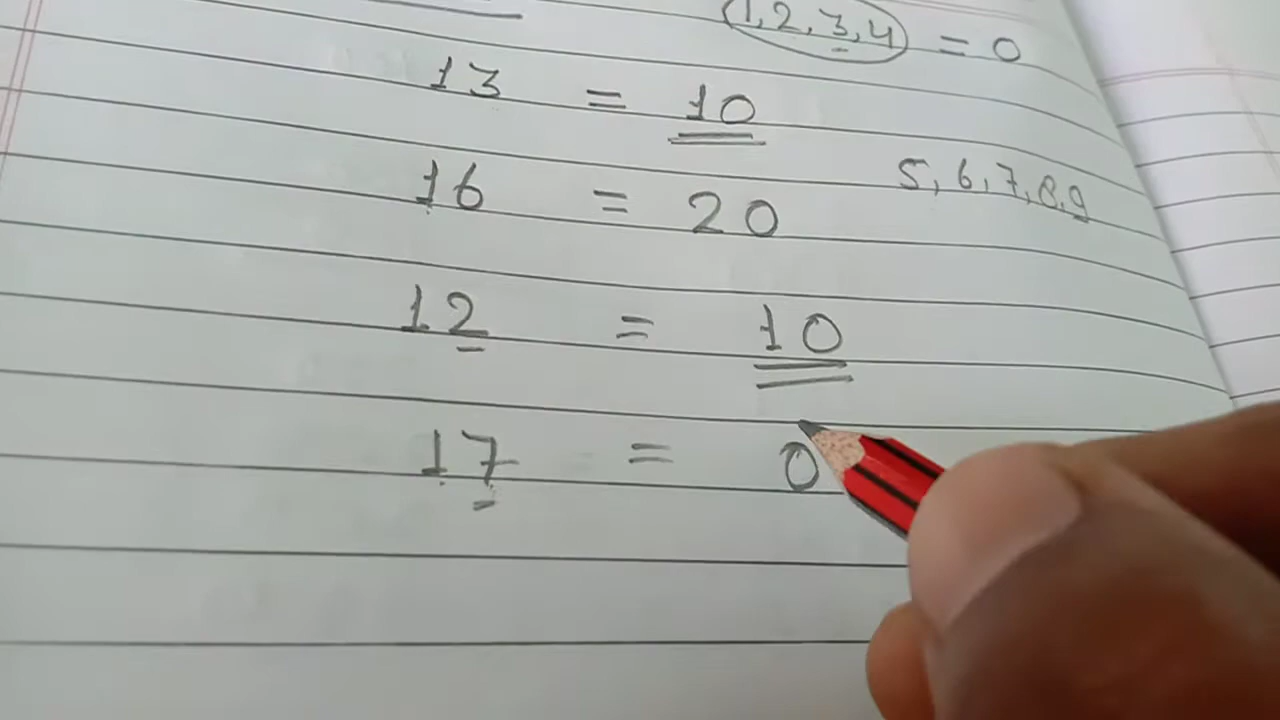 1, 2, 3, 4 = 0
13 = 10
5, 6, 7, 8, 9
16 = 20
12 = 10
17 = 0